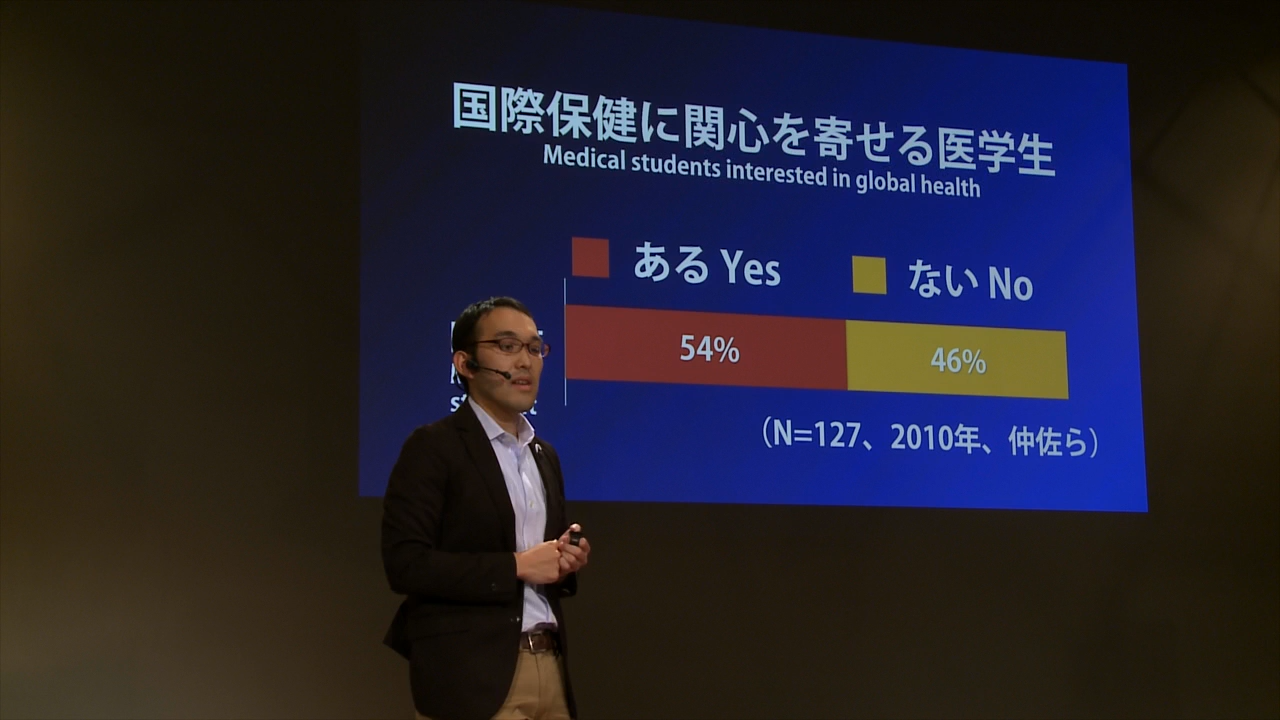 国際保健に関心を寄せる医学生
Medical students interested in global health
ある Yes
ない No
54%
46%
（N=127、2010年、仲佐ら）